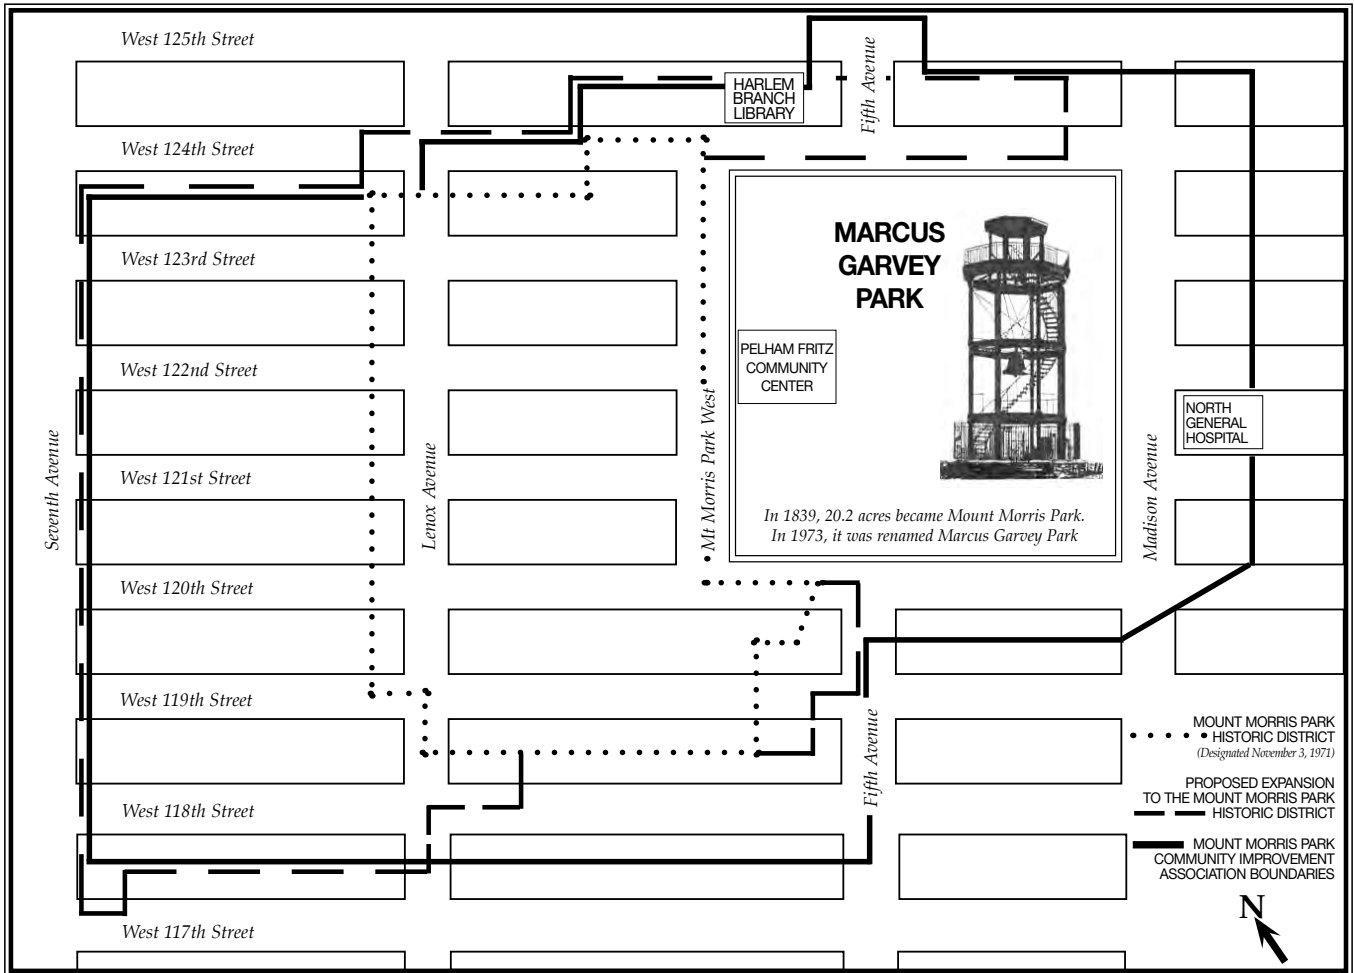 West 125th Street
Fifth Avenue
HARLEM
BRANCH
LIBRARY
West 124th Street
MARCUS
GARVEY
PARK
West 123rd Street
PELHAM FRITZ
COMMUNITY
CENTER
West 122nd Street
Mt Morris Park West
NORTH
GENERAL
HOSPITAL
Seventh Avenue
Lenox Avenue
Madison Avenue
West 121st Street
In 1839, 20.2 acres became Mount Morris Park.
In 1973, it was renamed Marcus Garvey Park
West 120th Street
West 119th Street
Fifth Avenue
MOUNT MORRIS PARK
HISTORIC DISTRICT
(Designated November 3, 1971)
PROPOSED EXPANSION
TO THE MOUNT MORRIS PARK
HISTORIC DISTRICT
West 118th Street
MOUNT MORRIS PARK
COMMUNITY IMPROVEMENT
ASSOCIATION BOUNDARIES
N
West 117th Street